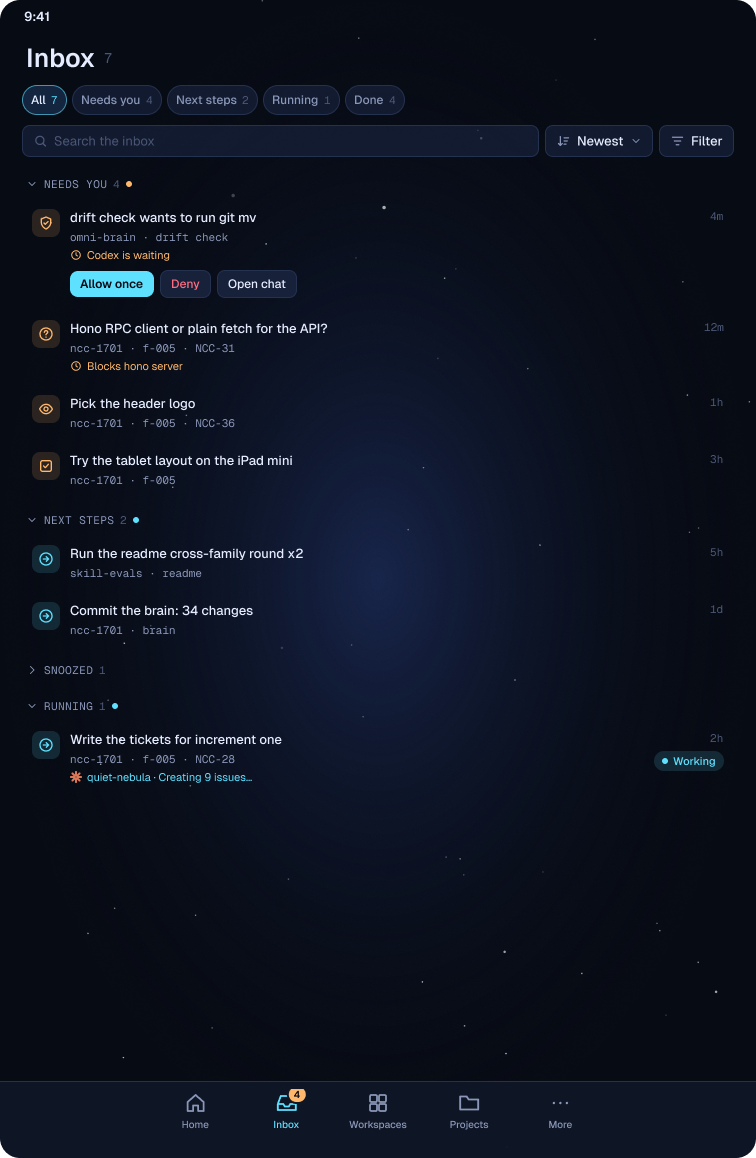 9:41
Inbox 7
All 7 Needs you 4 Next steps 2 Running 1 Done 4
Search the inbox Newest Filter
NEEDS YOU 4
drift check wants to run git mv 4m
omni-brain · drift check
Codex is waiting
Allow once Deny Open chat
Hono RPC client or plain fetch for the API? 12m
ncc-1701 · f-005 · NCC-31
Blocks hono server
Pick the header logo 1h
ncc-1701 · f-005 · NCC-36
Try the tablet layout on the iPad mini 3h
ncc-1701 · f-005
NEXT STEPS 2
Run the readme cross-family round x2 5h
skill-evals · readme
Commit the brain: 34 changes 1d
ncc-1701 · brain
SNOOZED 1
RUNNING 1
Write the tickets for increment one 2h
ncc-1701 · f-005 · NCC-28 Working
quiet-nebula · Creating 9 issues…
4
Home Inbox Workspaces Projects More